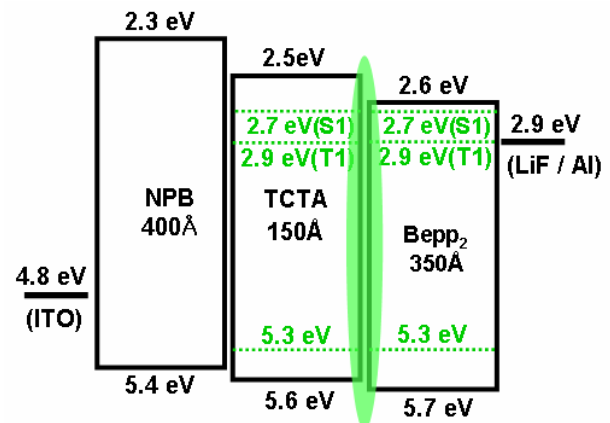 2.3 eV
2.5eV
2.6 eV
2.7 eV(S1)
2.7 eV(S1)
2.9 eV
2.9 eV(T1)
2.9 eV(T1)
(LiF / Al)
NPB
400Å
TCTA
150Å
Bepp₂
350Å
4.8 eV
(ITO)
5.3 eV
5.3 eV
5.4 eV
5.6 eV
5.7 eV